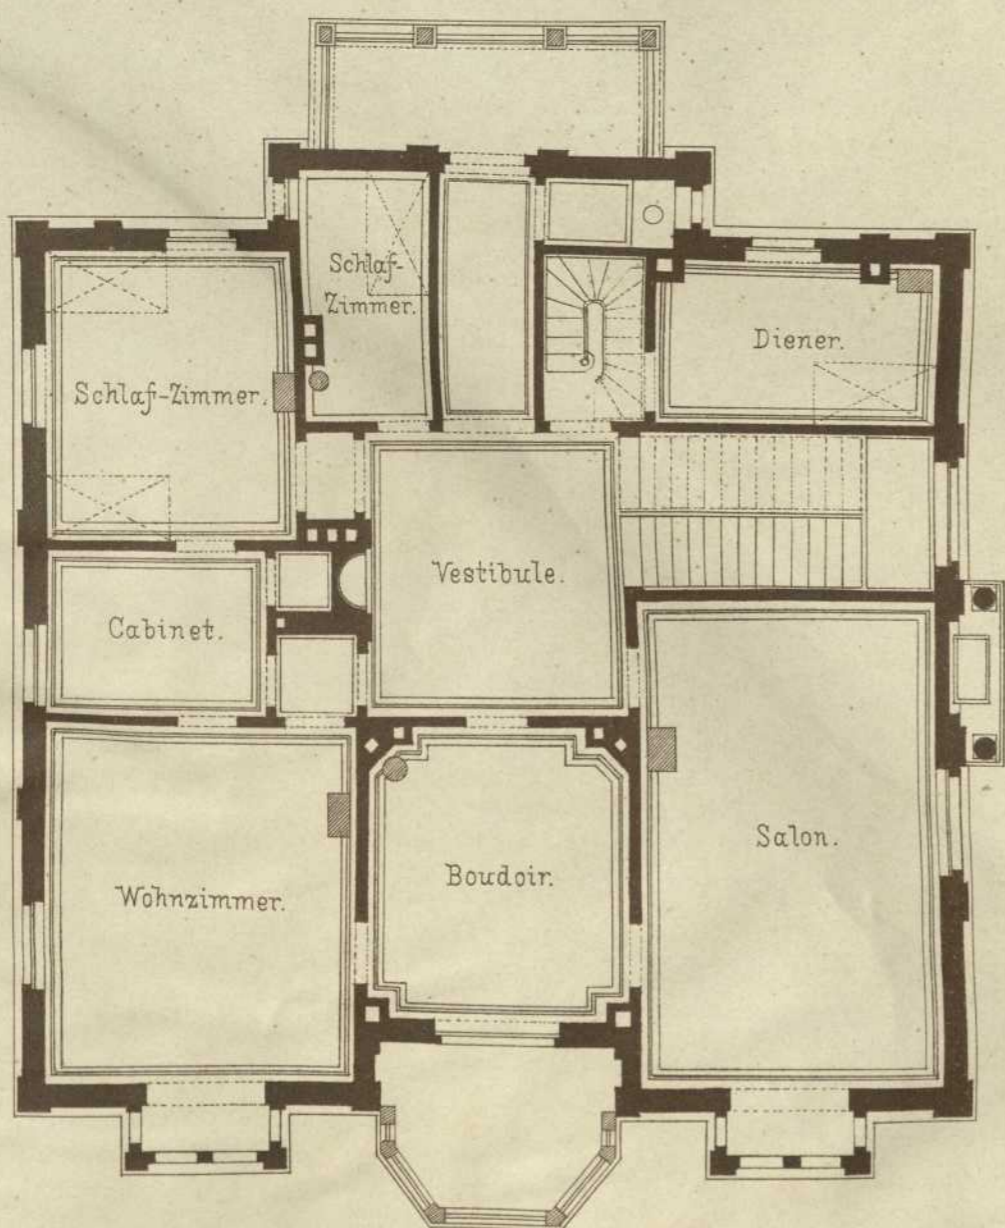 Schlaf-
Zimmer.
Diener.
Schlaf-Zimmer.
Vestibule.
Cabinet.
Salon.
Boudoir.
Wohnzimmer.